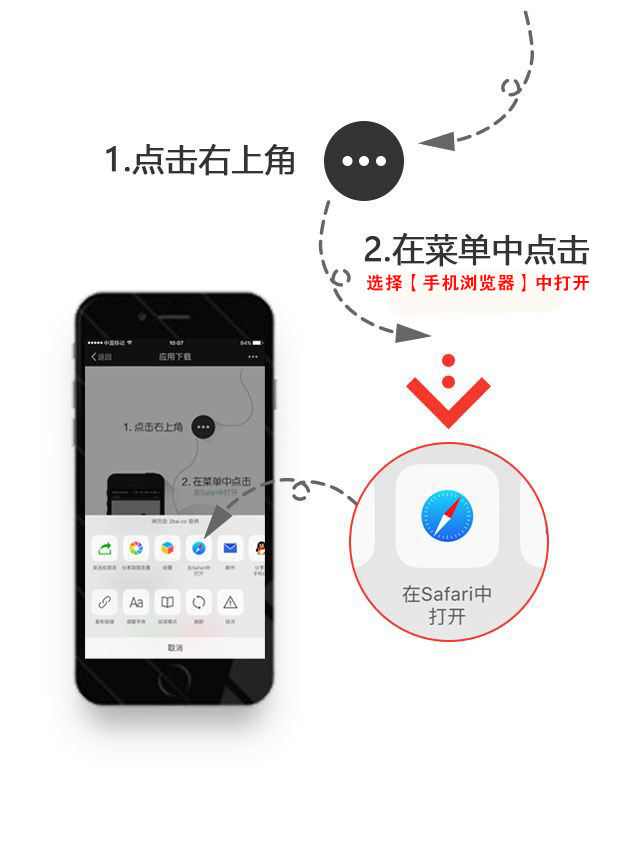 1.点击右上角
2.在菜单中点击
选择【手机浏览器】中打开
中国移动
10:07
84%
返回
应用下载
1. 点击右上角
2. 在菜单中点击
在Safari中打开
网页由 2bai.co 提供
发送给朋友
分享到朋友圈
收藏
在Safari中
打开
邮件
分享
手机
复制链接
调整字体
阅读模式
刷新
投诉
取消
在Safari中
打开